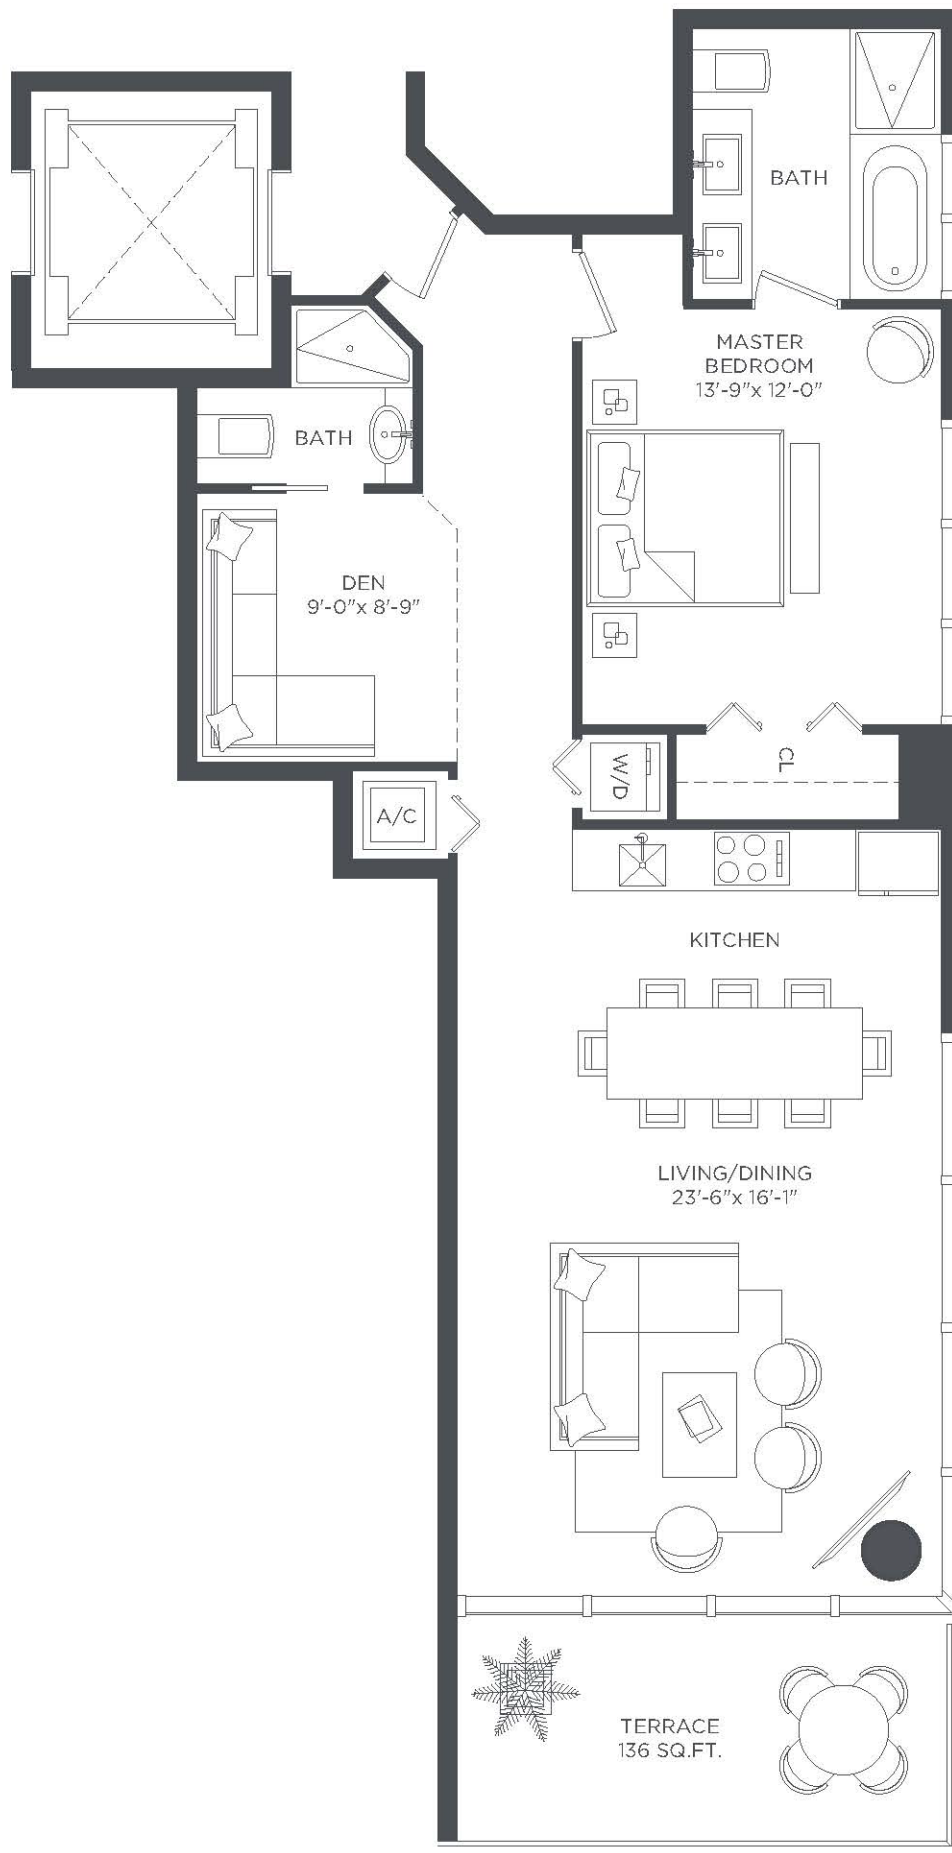 BATH
MASTER
BEDROOM
13'-9"x 12'-0"
BATH
DEN
9'-0"x 8'-9"
W/D
CL
A/C
KITCHEN
LIVING/DINING
23'-6"x 16'-1"
TERRACE
136 SQ.FT.